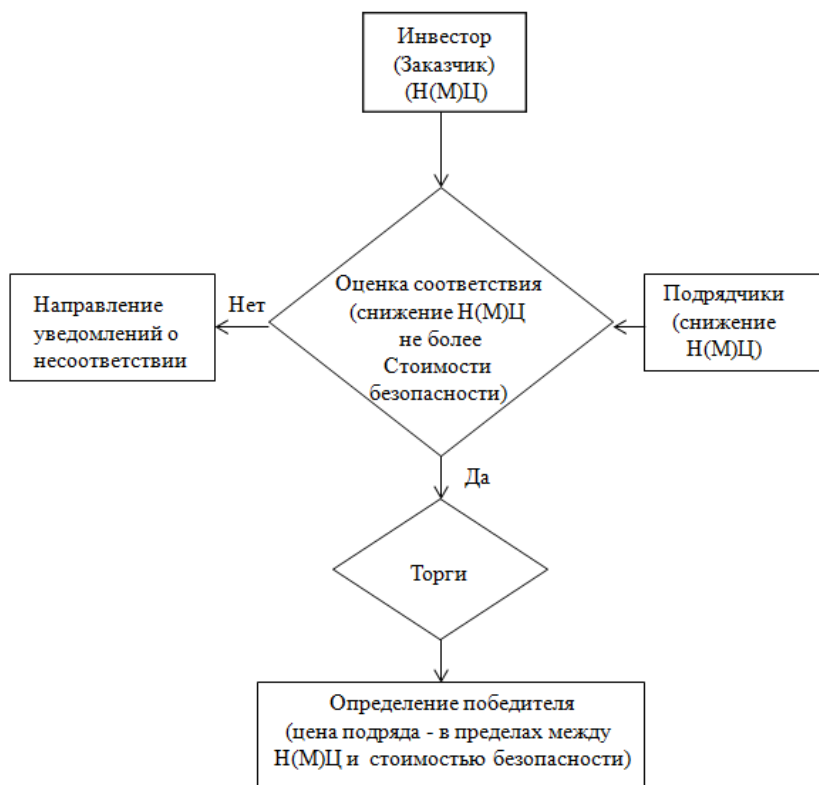 Инвестор
(Заказчик)
(Н(М)Ц)
Оценка соответствия
(снижение Н(М)Ц
не более
Стоимости
безопасности)
Направление
уведомлений о
несоответствии
Нет
Подрядчики
(снижение
Н(М)Ц)
Да
Торги
Определение победителя
(цена подряда - в пределах между
Н(М)Ц и стоимостью безопасности)